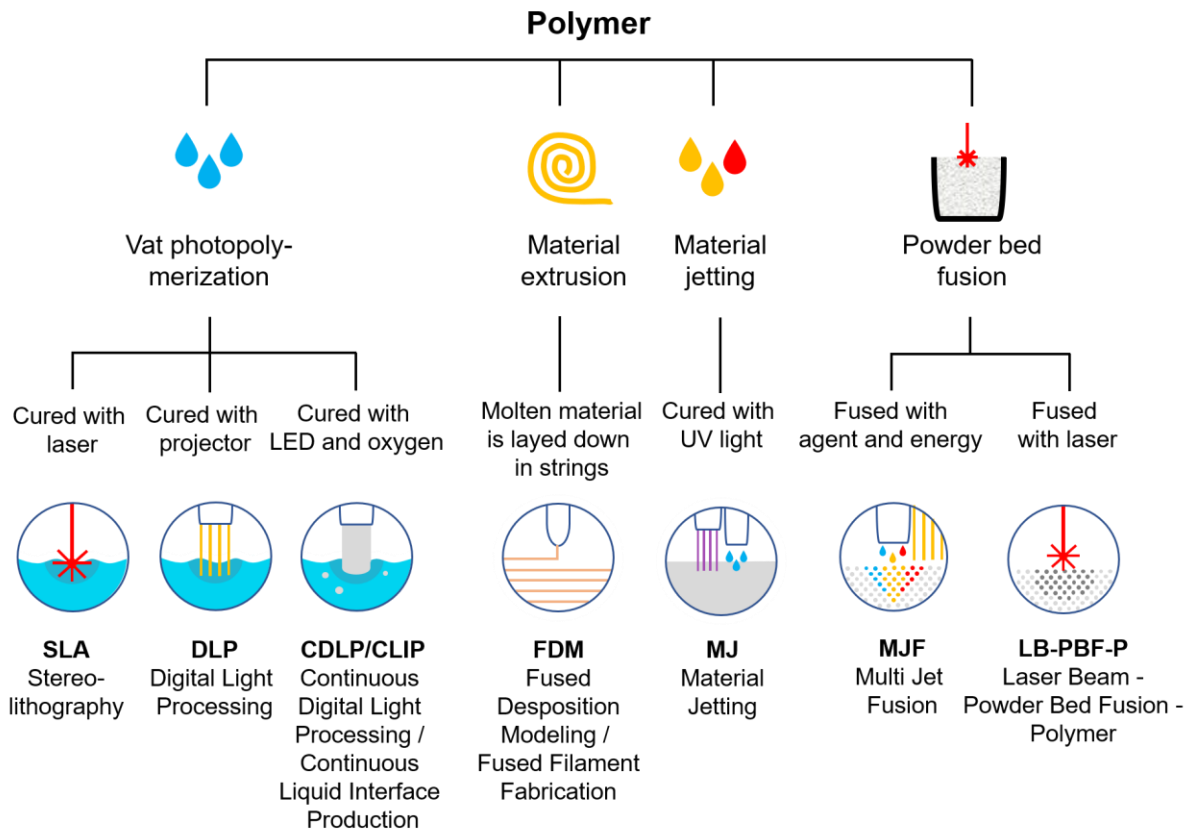 Polymer
Vat photopoly-
merization
Material
extrusion
Material
jetting
Powder bed
fusion
Cured with
laser
Cured with
projector
Cured with
LED and oxygen
Molten material
is layed down
in strings
Cured with
UV light
Fused with
agent and energy
Fused
with laser
SLA
Stereo-
lithography
DLP
Digital Light
Processing
CDLP/CLIP
Continuous
Digital Light
Processing /
Continuous
Liquid Interface
Production
FDM
Fused
Desposition
Modeling /
Fused Filament
Fabrication
MJ
Material
Jetting
MJF
Multi Jet
Fusion
LB-PBF-P
Laser Beam -
Powder Bed Fusion -
Polymer